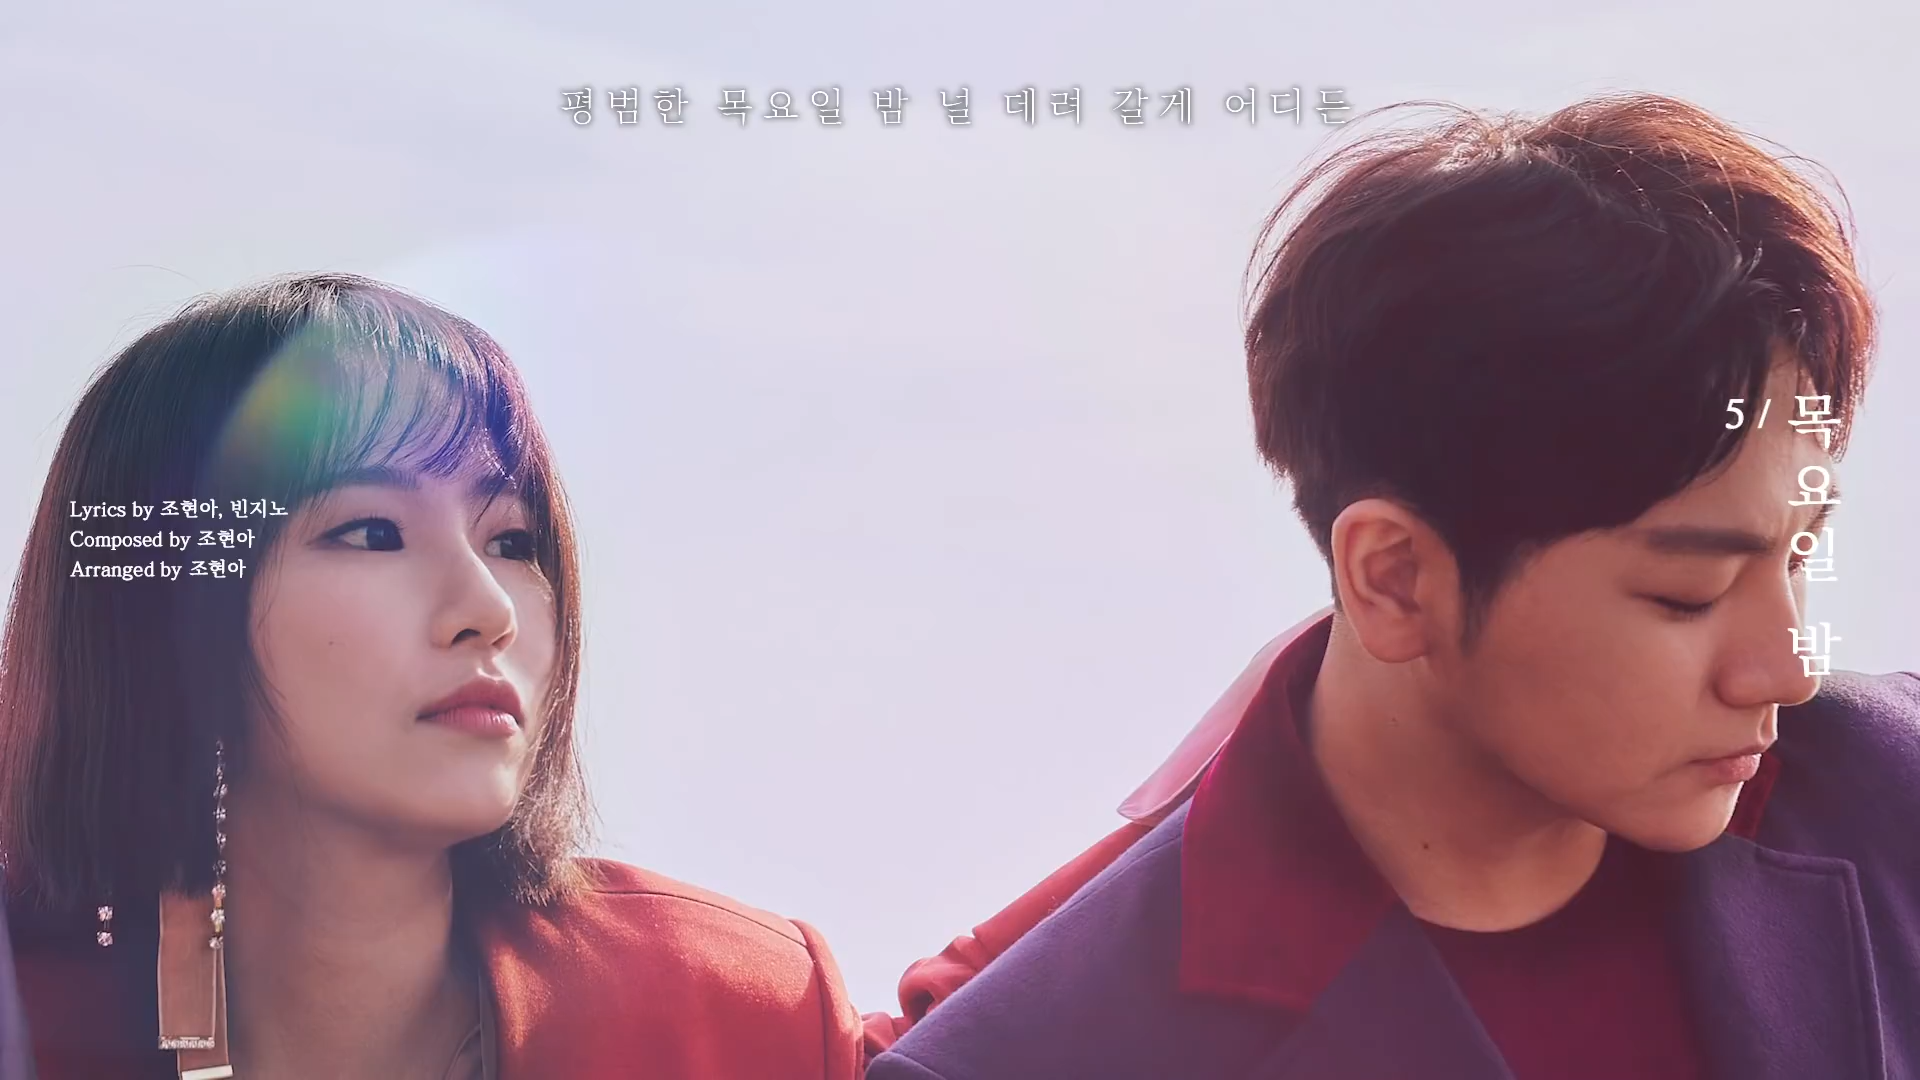 평범한 목요일 밤 널 데려 갈게 어디든
5 / 목요일 밤
Lyrics by 조현아, 빈지노
Composed by 조현아
Arranged by 조현아